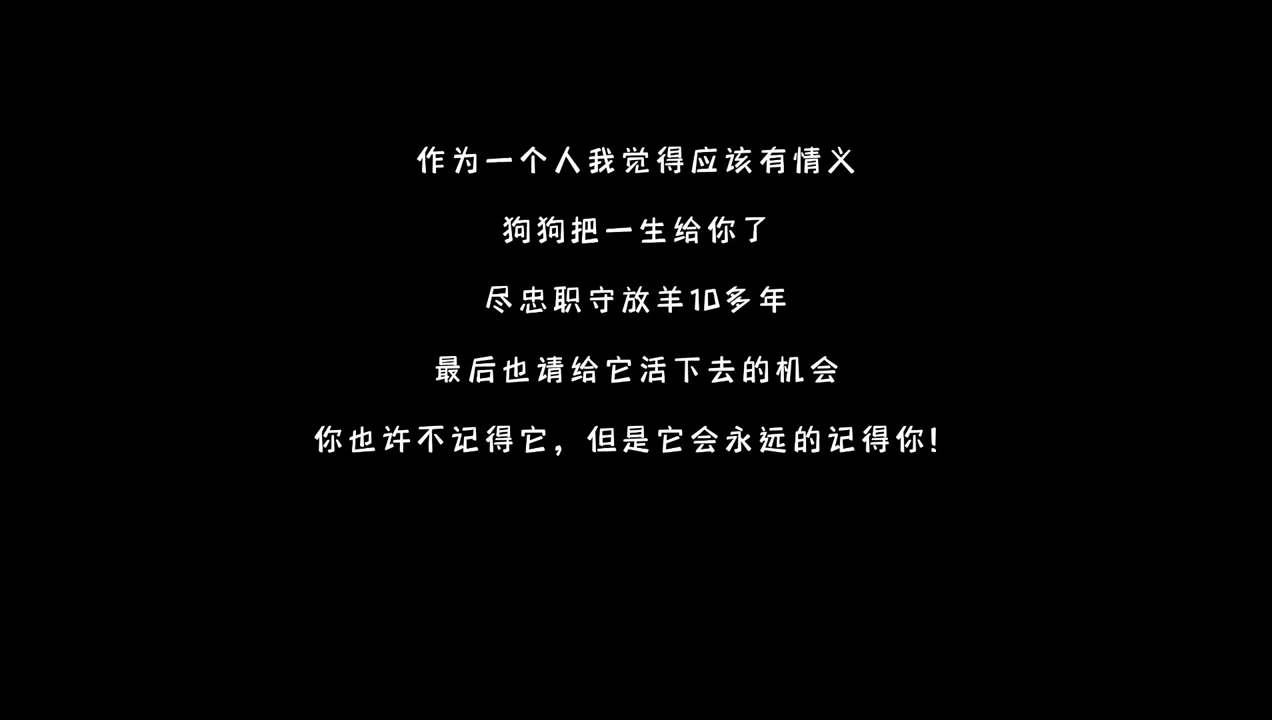 作为一个人我觉得应该有情义
狗狗把一生给你了
尽忠职守放羊10多年
最后也请给它活下去的机会
你也许不记得它，但是它会永远的记得你！